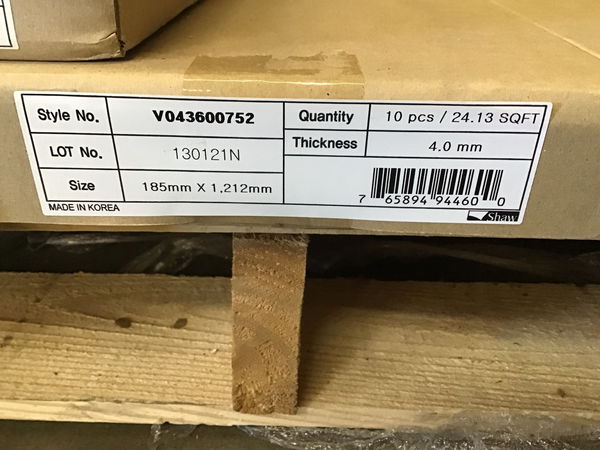 Style No. V043600752 Quantity 10 pcs / 24.13 SQFT
LOT No. 130121N Thickness 4.0 mm
Size 185mm X 1,212mm
7 65894 94460 0
MADE IN KOREA
Shaw